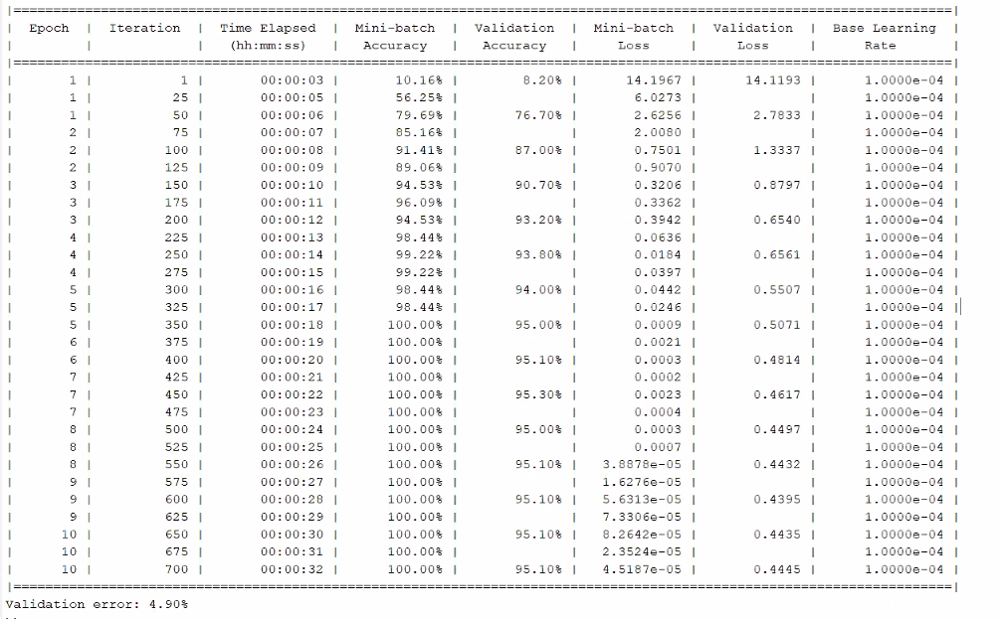 |=========================================================================================================|
| Epoch | Iteration | Time Elapsed | Mini-batch | Validation | Mini-batch | Validation | Base Learning |
| | | (hh:mm:ss) | Accuracy | Accuracy | Loss | Loss | Rate |
|=========================================================================================================|
| 1 | 1 | 00:00:03 | 10.16% | 8.20% | 14.1967 | 14.1193 | 1.0000e-04 |
| 1 | 25 | 00:00:05 | 56.25% | | 6.0273 | | 1.0000e-04 |
| 1 | 50 | 00:00:06 | 79.69% | 76.70% | 2.6256 | 2.7833 | 1.0000e-04 |
| 2 | 75 | 00:00:07 | 85.16% | | 2.0080 | | 1.0000e-04 |
| 2 | 100 | 00:00:08 | 91.41% | 87.00% | 0.7501 | 1.3337 | 1.0000e-04 |
| 2 | 125 | 00:00:09 | 89.06% | | 0.9070 | | 1.0000e-04 |
| 3 | 150 | 00:00:10 | 94.53% | 90.70% | 0.3206 | 0.8797 | 1.0000e-04 |
| 3 | 175 | 00:00:11 | 96.09% | | 0.3362 | | 1.0000e-04 |
| 3 | 200 | 00:00:12 | 94.53% | 93.20% | 0.3942 | 0.6540 | 1.0000e-04 |
| 4 | 225 | 00:00:13 | 98.44% | | 0.0636 | | 1.0000e-04 |
| 4 | 250 | 00:00:14 | 99.22% | 93.80% | 0.0184 | 0.6561 | 1.0000e-04 |
| 4 | 275 | 00:00:15 | 99.22% | | 0.0397 | | 1.0000e-04 |
| 5 | 300 | 00:00:16 | 98.44% | 94.00% | 0.0442 | 0.5507 | 1.0000e-04 |
| 5 | 325 | 00:00:17 | 98.44% | | 0.0246 | | 1.0000e-04 |
| 5 | 350 | 00:00:18 | 100.00% | 95.00% | 0.0009 | 0.5071 | 1.0000e-04 |
| 6 | 375 | 00:00:19 | 100.00% | | 0.0021 | | 1.0000e-04 |
| 6 | 400 | 00:00:20 | 100.00% | 95.10% | 0.0003 | 0.4814 | 1.0000e-04 |
| 7 | 425 | 00:00:21 | 100.00% | | 0.0002 | | 1.0000e-04 |
| 7 | 450 | 00:00:22 | 100.00% | 95.30% | 0.0023 | 0.4617 | 1.0000e-04 |
| 7 | 475 | 00:00:23 | 100.00% | | 0.0004 | | 1.0000e-04 |
| 8 | 500 | 00:00:24 | 100.00% | 95.00% | 0.0003 | 0.4497 | 1.0000e-04 |
| 8 | 525 | 00:00:25 | 100.00% | | 0.0007 | | 1.0000e-04 |
| 8 | 550 | 00:00:26 | 100.00% | 95.10% | 3.8878e-05 | 0.4432 | 1.0000e-04 |
| 9 | 575 | 00:00:27 | 100.00% | | 1.6276e-05 | | 1.0000e-04 |
| 9 | 600 | 00:00:28 | 100.00% | 95.10% | 5.6313e-05 | 0.4395 | 1.0000e-04 |
| 9 | 625 | 00:00:29 | 100.00% | | 7.3306e-05 | | 1.0000e-04 |
| 10 | 650 | 00:00:30 | 100.00% | 95.10% | 8.2642e-05 | 0.4435 | 1.0000e-04 |
| 10 | 675 | 00:00:31 | 100.00% | | 2.3524e-05 | | 1.0000e-04 |
| 10 | 700 | 00:00:32 | 100.00% | 95.10% | 4.5187e-05 | 0.4445 | 1.0000e-04 |
|=========================================================================================================|
Validation error: 4.90%